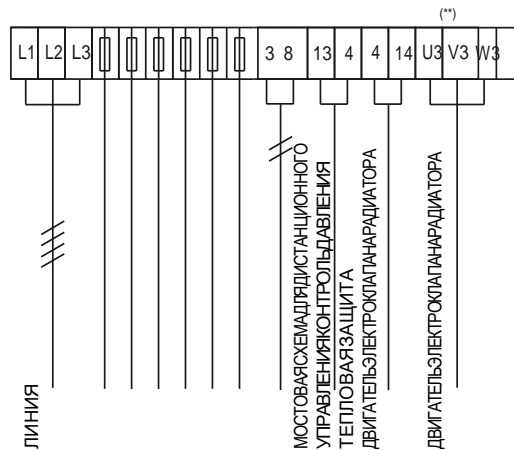 (**)
L1 L2 L3 3 8 13 4 4 14 U3 V3 W3
ЛИНИЯ
МОСТОВАЯСХЕМАДЛЯДИСТАНЦИОННОГО
УПРАВЛЕНИЯКОНТРОЛЬДАВЛЕНИЯ
ТЕПЛОВАЯЗАЩИТА
ДВИГАТЕЛЬЭЛЕКТРОКЛАПАНАРАДИАТОРА
ДВИГАТЕЛЬЭЛЕКТРОКЛАПАНАРАДИАТОРА